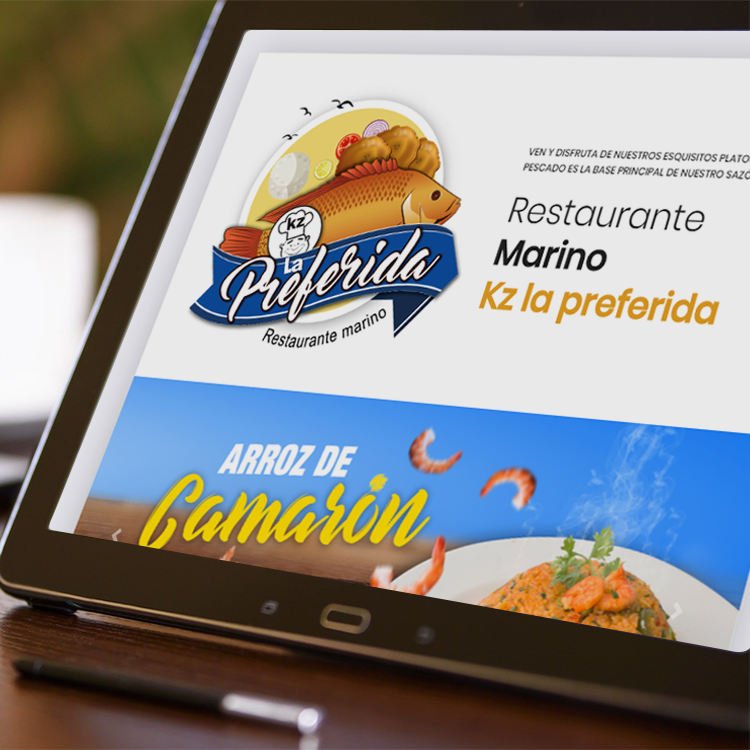 kz
La
Preferida
Restaurante marino
VEN Y DISFRUTA DE NUESTROS ESQUISITOS PLATO
PESCADO ES LA BASE PRINCIPAL DE NUESTRO SAZÓ
Restaurante
Marino
Kz la preferida
ARROZ DE
Camarón